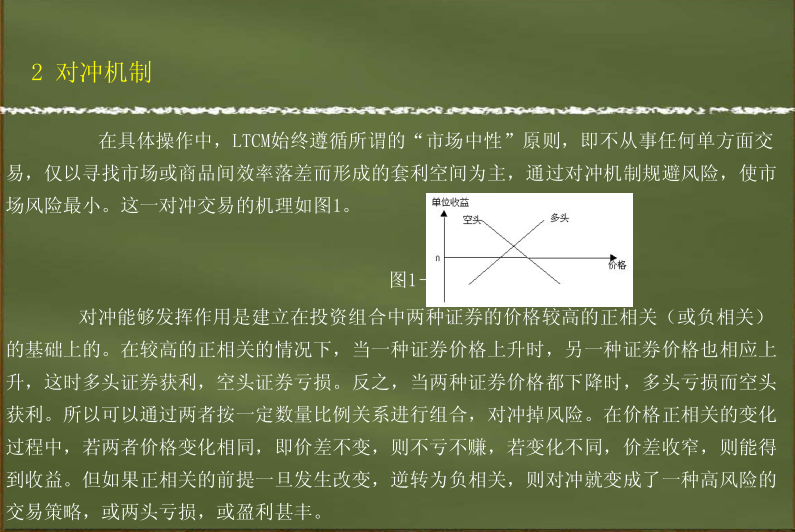 2 对冲机制
在具体操作中，LTCM始终遵循所谓的“市场中性”原则，即不从事任何单方面交
易，仅以寻找市场或商品间效率落差而形成的套利空间为主，通过对冲机制规避风险，使市
场风险最小。这一对冲交易的机理如图1。
单位收益
空头
多头
n
价格
图1-
对冲能够发挥作用是建立在投资组合中两种证券的价格较高的正相关（或负相关）
的基础上的。在较高的正相关的情况下，当一种证券价格上升时，另一种证券价格也相应上
升，这时多头证券获利，空头证券亏损。反之，当两种证券价格都下降时，多头亏损而空头
获利。所以可以通过两者按一定数量比例关系进行组合，对冲掉风险。在价格正相关的变化
过程中，若两者价格变化相同，即价差不变，则不亏不赚，若变化不同，价差收窄，则能得
到收益。但如果正相关的前提一旦发生改变，逆转为负相关，则对冲就变成了一种高风险的
交易策略，或两头亏损，或盈利甚丰。